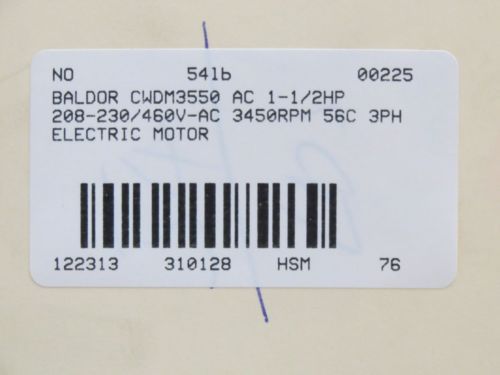 NO 54lb 00225
BALDOR CWDM3550 AC 1-1/2HP
208-230/460V-AC 3450RPM 56C 3PH
ELECTRIC MOTOR
122313 310128 HSM 76